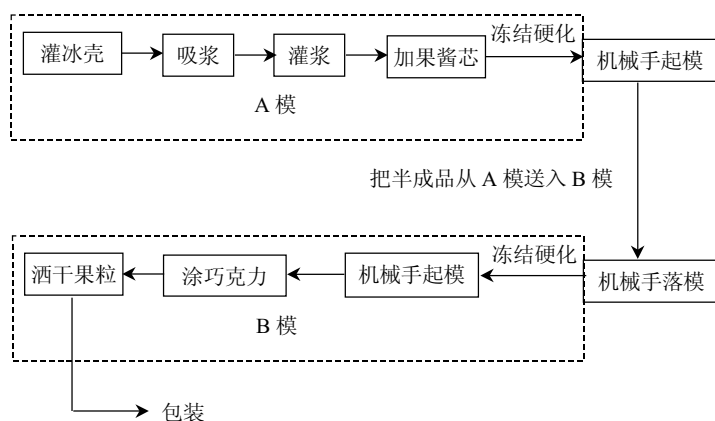 灌冰壳
吸浆
灌浆
加果酱芯
冻结硬化
机械手起模
A 模
把半成品从 A 模送入 B 模
洒干果粒
涂巧克力
机械手起模
冻结硬化
机械手落模
B 模
包装